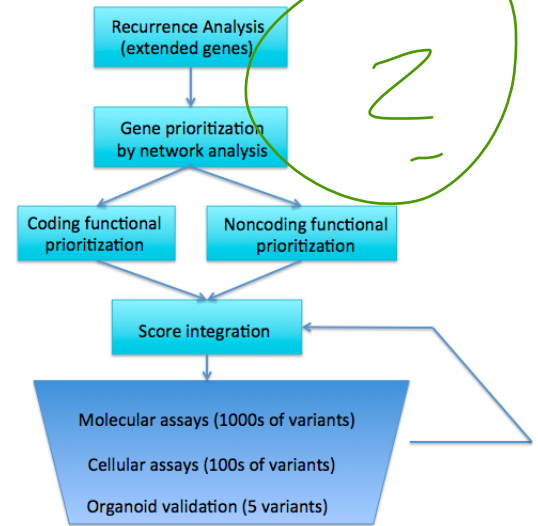 Recurrence Analysis
(extended genes)
2
Gene prioritization
by network analysis
Coding functional
prioritization
Noncoding functional
prioritization
Score integration
Molecular assays (1000s of variants)
Cellular assays (100s of variants)
Organoid validation (5 variants)